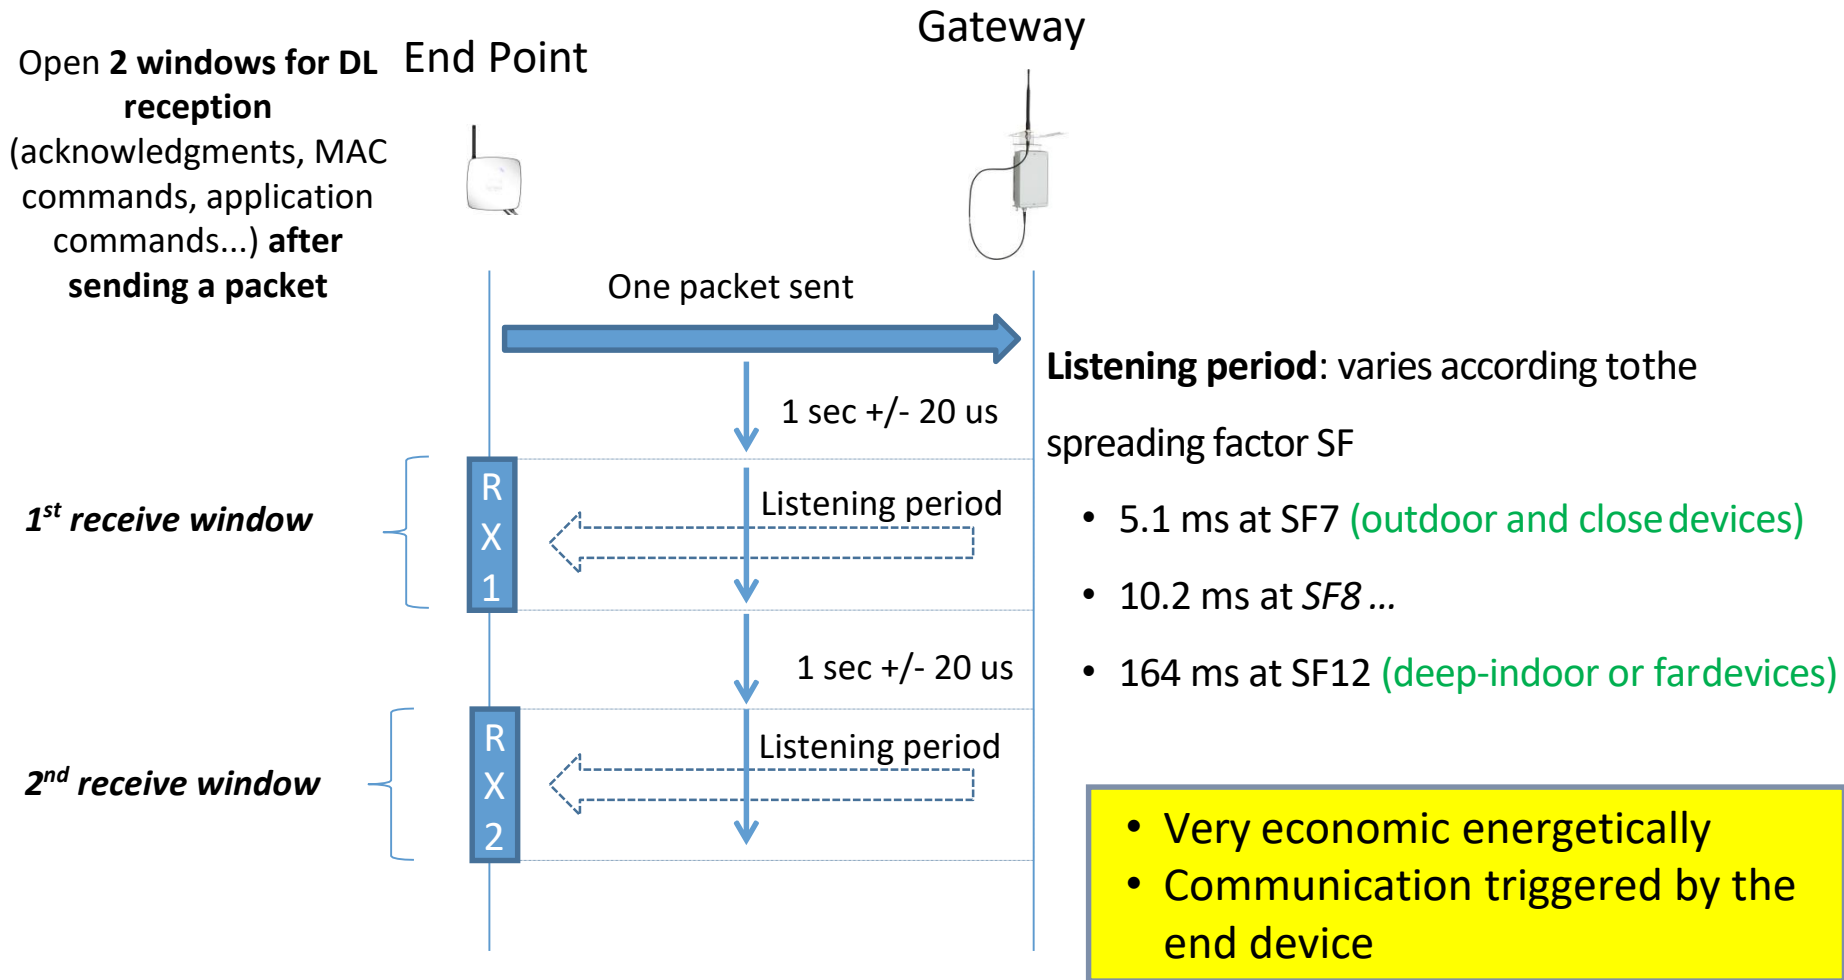 Open 2 windows for DL
reception
(acknowledgments, MAC
commands, application
commands...) after
sending a packet
End Point
Gateway
One packet sent
1 sec +/- 20 us
1st receive window
R
X
1
Listening period
1 sec +/- 20 us
2nd receive window
R
X
2
Listening period
Listening period: varies according tothe
spreading factor SF
• 5.1 ms at SF7 (outdoor and close devices)
• 10.2 ms at SF8 ...
• 164 ms at SF12 (deep-indoor or fardevices)
• Very economic energetically
• Communication triggered by the
end device